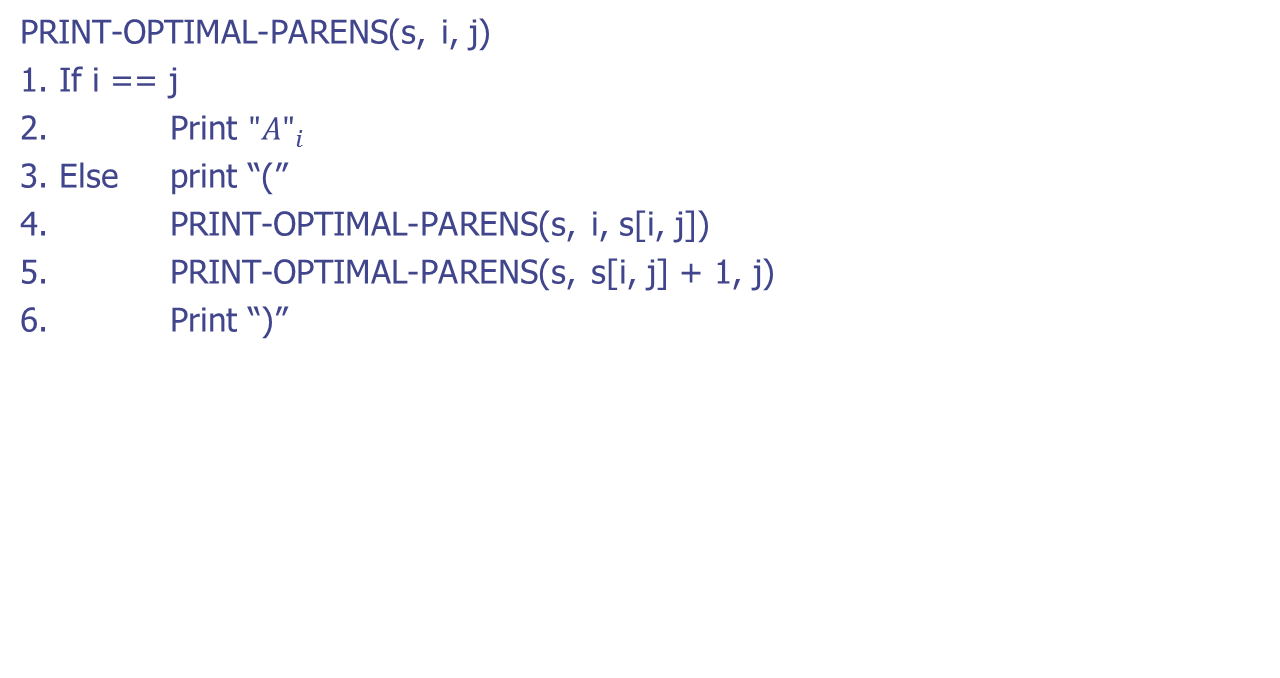 PRINT-OPTIMAL-PARENS(s, i, j)
1. If i == j
2. Print "A"ᵢ
3. Else print “(”
4. PRINT-OPTIMAL-PARENS(s, i, s[i, j])
5. PRINT-OPTIMAL-PARENS(s, s[i, j] + 1, j)
6. Print “)”